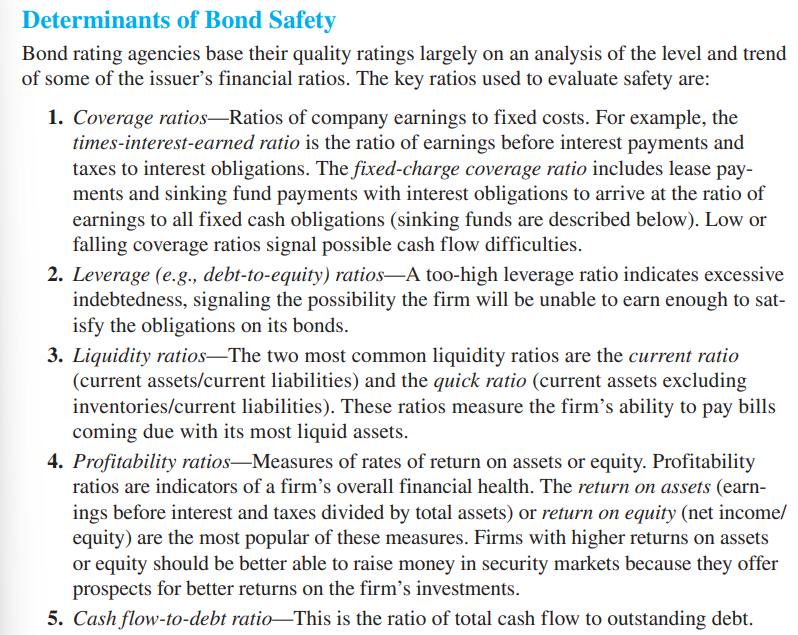 Determinants of Bond Safety
Bond rating agencies base their quality ratings largely on an analysis of the level and trend
of some of the issuer's financial ratios. The key ratios used to evaluate safety are:
1. Coverage ratios—Ratios of company earnings to fixed costs. For example, the
times-interest-earned ratio is the ratio of earnings before interest payments and
taxes to interest obligations. The fixed-charge coverage ratio includes lease pay-
ments and sinking fund payments with interest obligations to arrive at the ratio of
earnings to all fixed cash obligations (sinking funds are described below). Low or
falling coverage ratios signal possible cash flow difficulties.
2. Leverage (e.g., debt-to-equity) ratios—A too-high leverage ratio indicates excessive
indebtedness, signaling the possibility the firm will be unable to earn enough to sat-
isfy the obligations on its bonds.
3. Liquidity ratios—The two most common liquidity ratios are the current ratio
(current assets/current liabilities) and the quick ratio (current assets excluding
inventories/current liabilities). These ratios measure the firm's ability to pay bills
coming due with its most liquid assets.
4. Profitability ratios—Measures of rates of return on assets or equity. Profitability
ratios are indicators of a firm's overall financial health. The return on assets (earn-
ings before interest and taxes divided by total assets) or return on equity (net income/
equity) are the most popular of these measures. Firms with higher returns on assets
or equity should be better able to raise money in security markets because they offer
prospects for better returns on the firm's investments.
5. Cash flow-to-debt ratio—This is the ratio of total cash flow to outstanding debt.